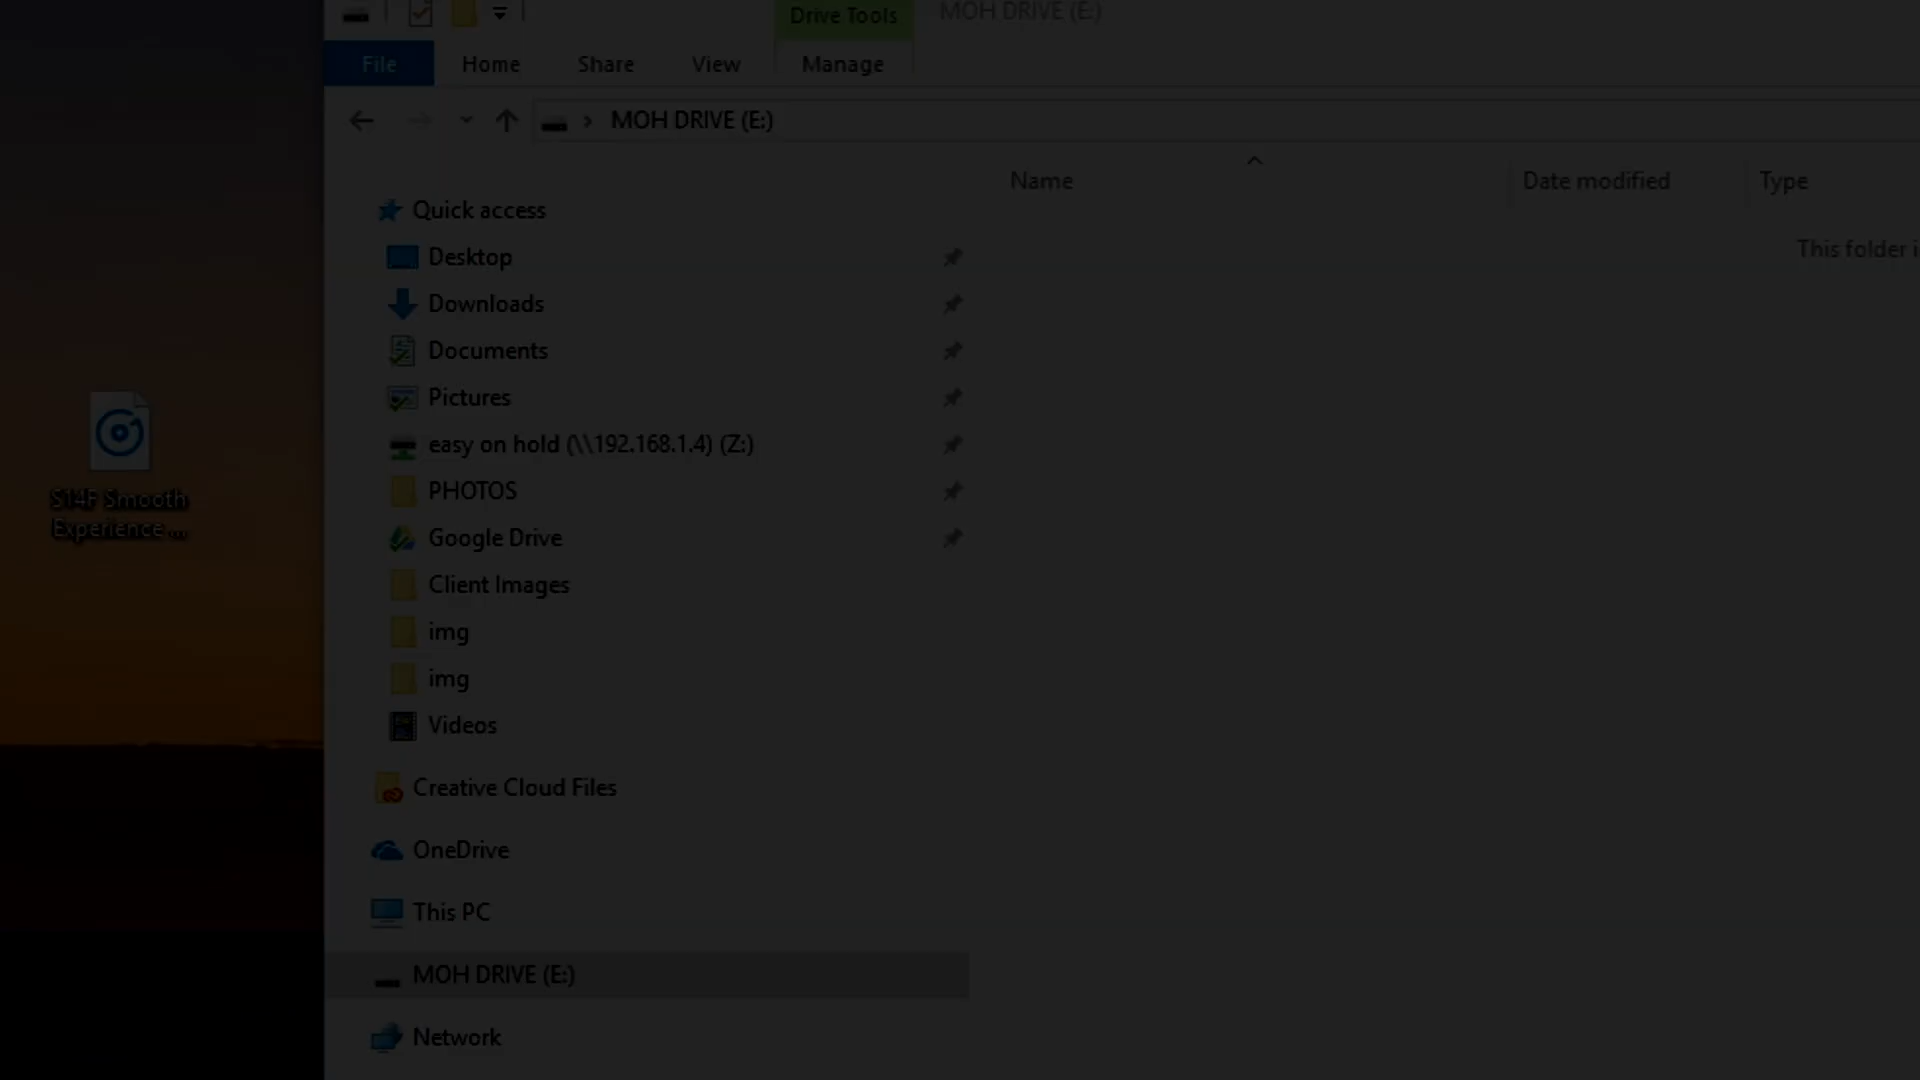 Drive Tools
MOH DRIVE (E:)
File
Home
Share
View
Manage
MOH DRIVE (E:)
Name
Date modified
Type
This folder i
Quick access
Desktop
Downloads
Documents
Pictures
easy on hold (\\192.168.1.4) (Z:)
PHOTOS
Google Drive
Client Images
img
img
Videos
Creative Cloud Files
OneDrive
This PC
MOH DRIVE (E:)
Network
S14F Smooth
Experience ...